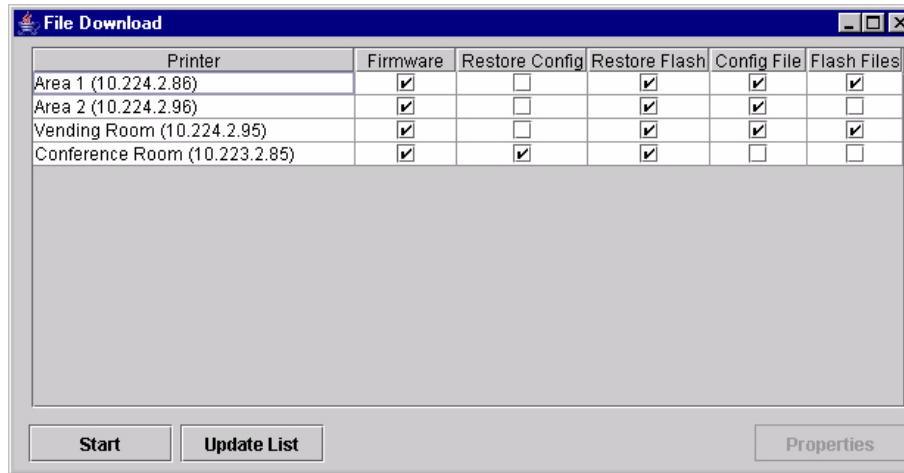 File Download
Printer Firmware Restore Config Restore Flash Config File Flash Files
Area 1 (10.224.2.86)
Area 2 (10.224.2.96)
Vending Room (10.224.2.95)
Conference Room (10.223.2.85)
Start Update List Properties